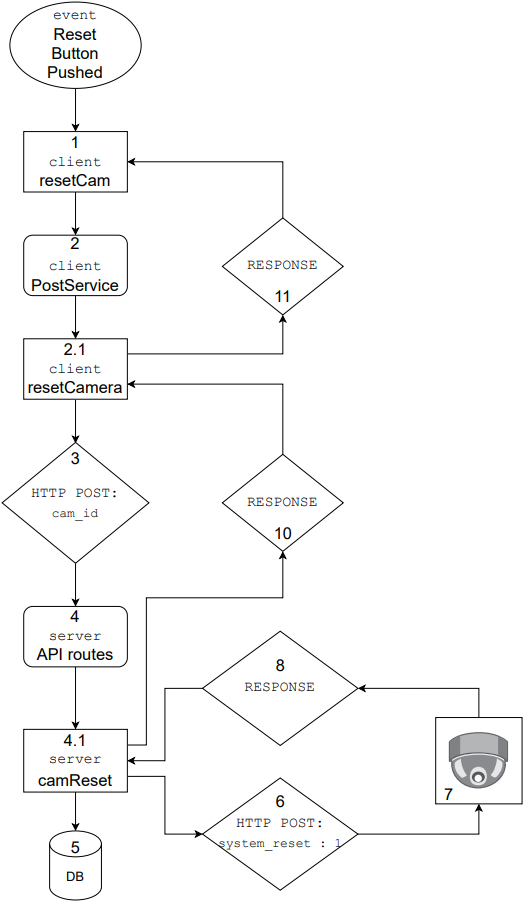 event
Reset
Button
Pushed
1
client
resetCam
2
client
PostService
RESPONSE
11
2.1
client
resetCamera
3
HTTP POST:
cam_id
RESPONSE
10
4
server
API routes
8
RESPONSE
4.1
server
camReset
7
6
HTTP POST:
system_reset : 1
5
DB